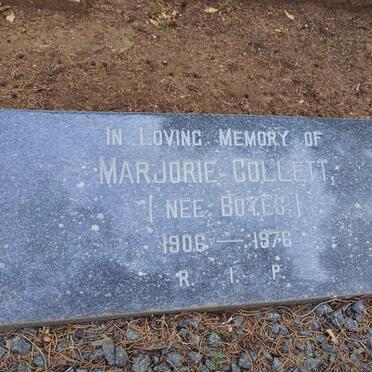 IN LOVING MEMORY OF
MARJORIE COLLETT,
( NEE BOYES )
1906 — 1976
R. I. P.